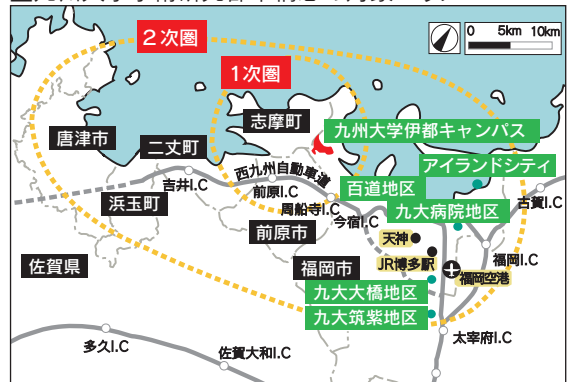 0 5km 10km
2次圏
1次圏
志摩町
九州大学伊都キャンパス
唐津市
二丈町
アイランドシティ
西九州自動車道
吉井I.C
前原I.C
百道地区
浜玉町
周船寺I.C
今宿I.C
九大病院地区
古賀I.C
前原市
天神
佐賀県
福岡市
JR博多駅
福岡I.C
福岡空港
九大大橋地区
九大筑紫地区
太宰府I.C
多久I.C
佐賀大和I.C